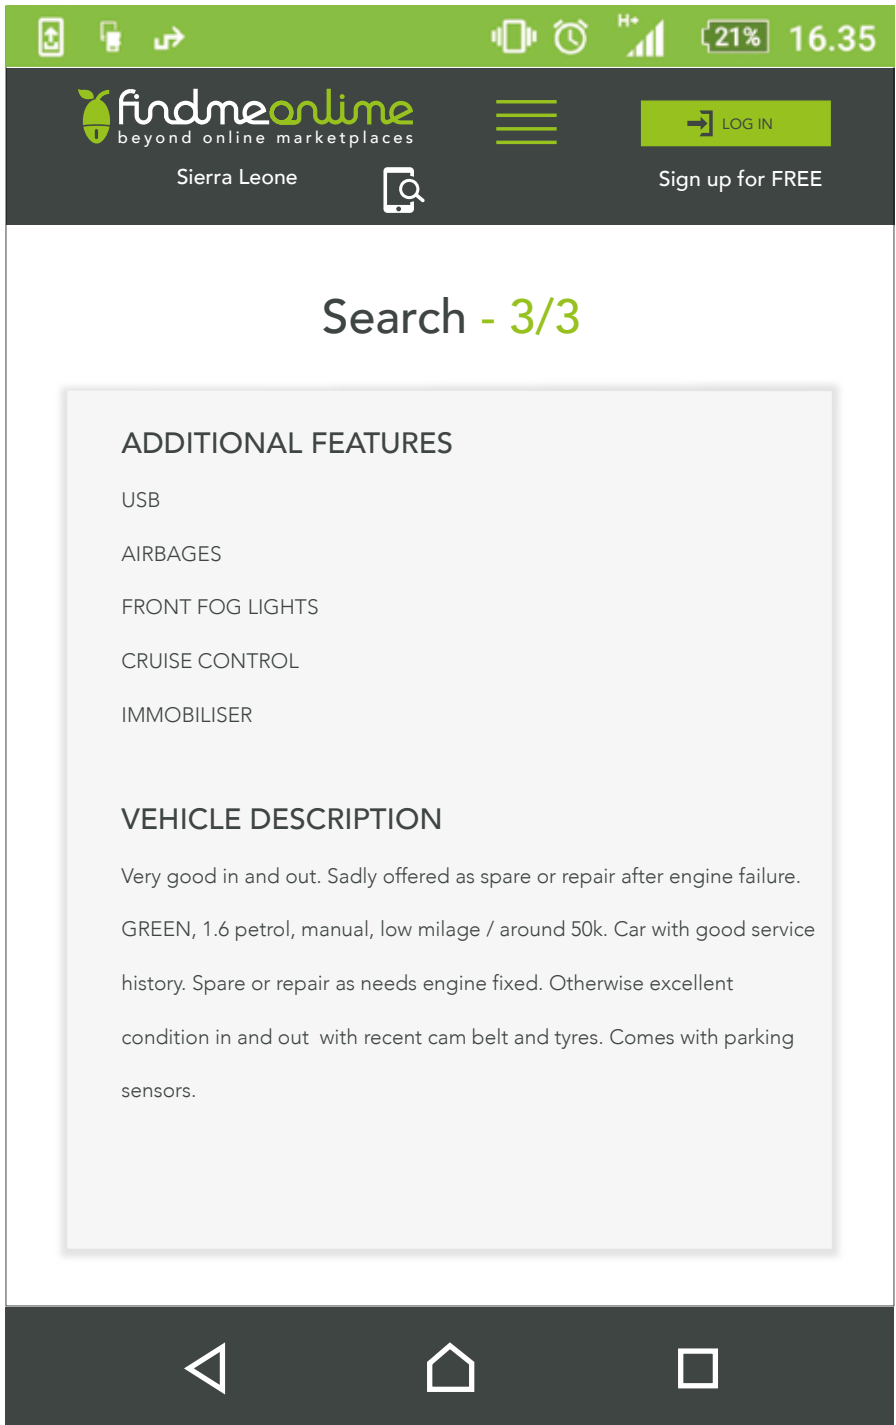 H+
21%
16.35
findmeonlime
beyond online marketplaces
LOG IN
Sierra Leone
Sign up for FREE
Search - 3/3
ADDITIONAL FEATURES
USB
AIRBAGES
FRONT FOG LIGHTS
CRUISE CONTROL
IMMOBILISER
VEHICLE DESCRIPTION
Very good in and out. Sadly offered as spare or repair after engine failure.
GREEN, 1.6 petrol, manual, low milage / around 50k. Car with good service
history. Spare or repair as needs engine fixed. Otherwise excellent
condition in and out  with recent cam belt and tyres. Comes with parking
sensors.